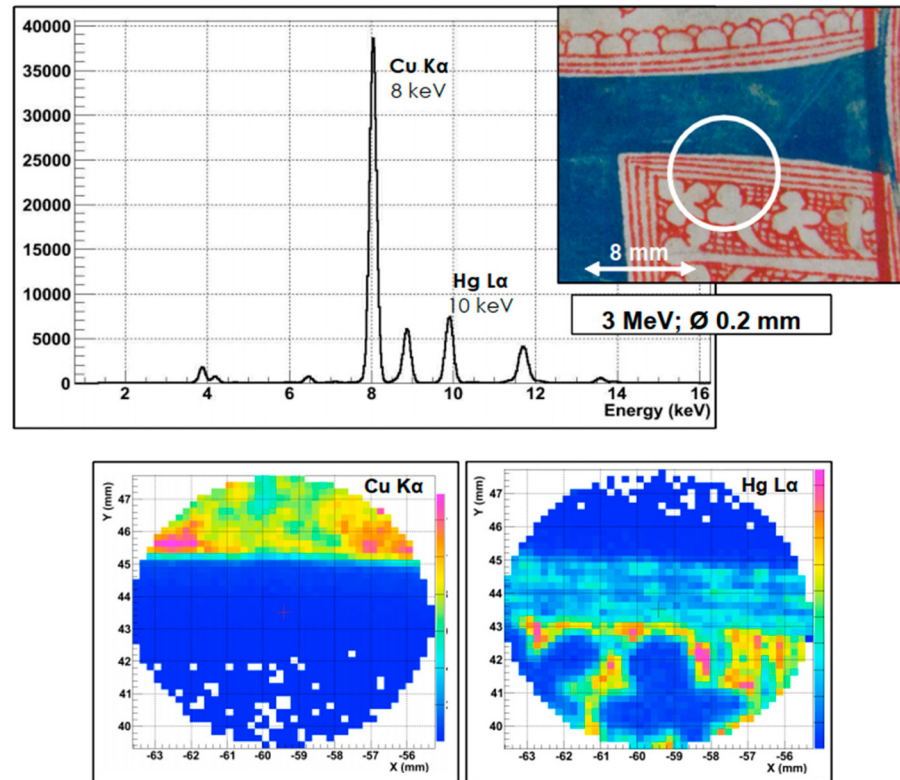 40000
35000
30000
25000
20000
15000
10000
5000
0
Cu Kα
8 keV
Hg Lα
10 keV
2 4 6 8 10 12 14 16
Energy (keV)
8 mm
3 MeV; Ø 0.2 mm
Cu Kα
Y (mm)
47
46
45
44
43
42
41
40
-63 -62 -61 -60 -59 -58 -57 -56
X (mm)
Hg Lα
Y (mm)
47
46
45
44
43
42
41
40
-63 -62 -61 -60 -59 -58 -57 -56
X (mm)